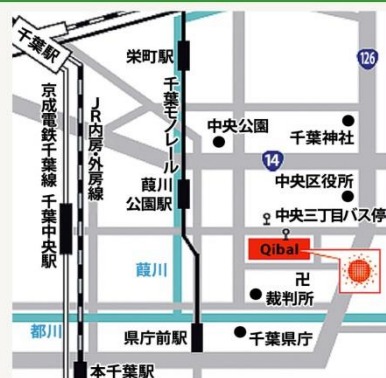 千葉駅
栄町駅
126
京成電鉄千葉線 千葉中央駅
JR内房・外房線
千葉モノレール
中央公園
千葉神社
14
葭川
公園駅
中央区役所
中央三丁目バス停
Qibal
葭川
卍
裁判所
都川
県庁前駅
千葉県庁
本千葉駅